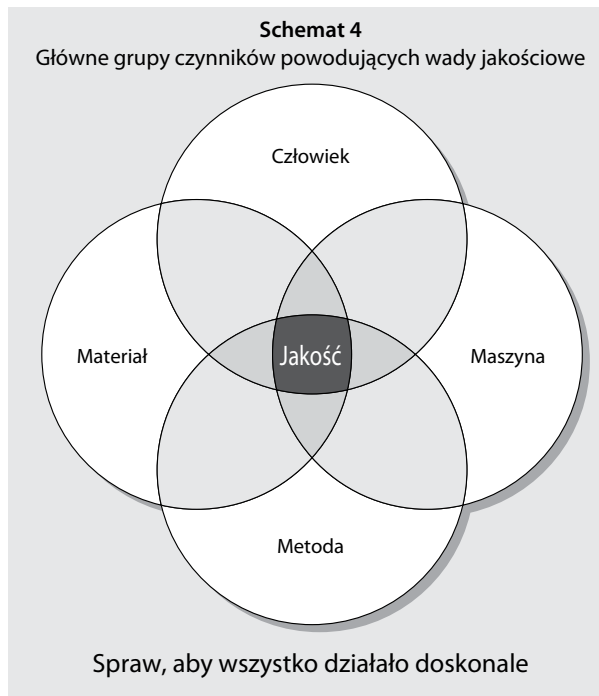 Schemat 4
Główne grupy czynników powodujących wady jakościowe
Człowiek
Materiał
Jakość
Maszyna
Metoda
Spraw, aby wszystko działało doskonale